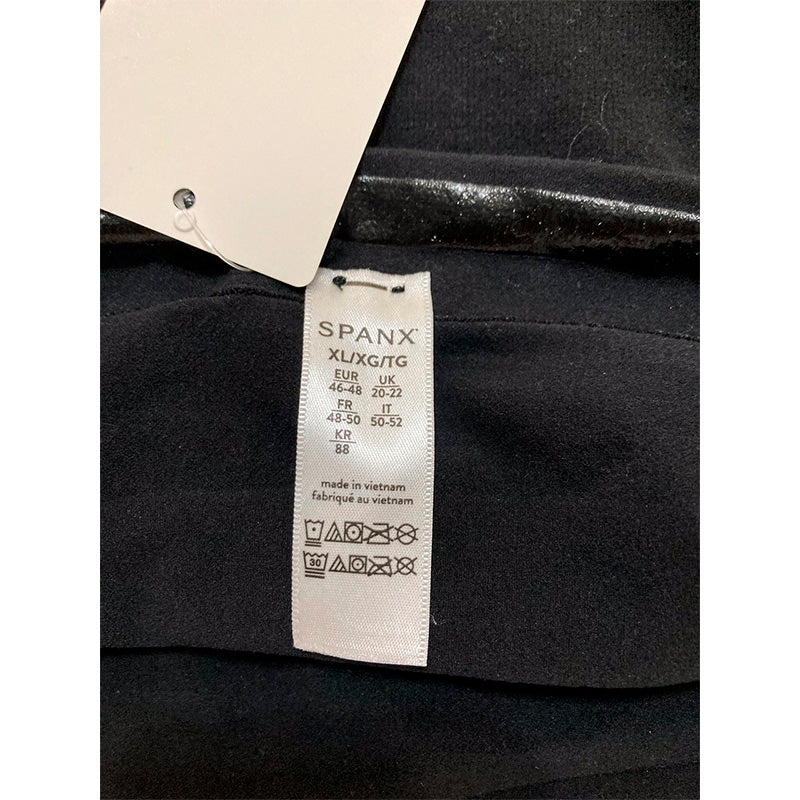 SPANX
XL/XG/TG
EUR UK
46-48 20-22
FR IT
48-50 50-52
KR
88
made in vietnam
fabriqué au vietnam
30